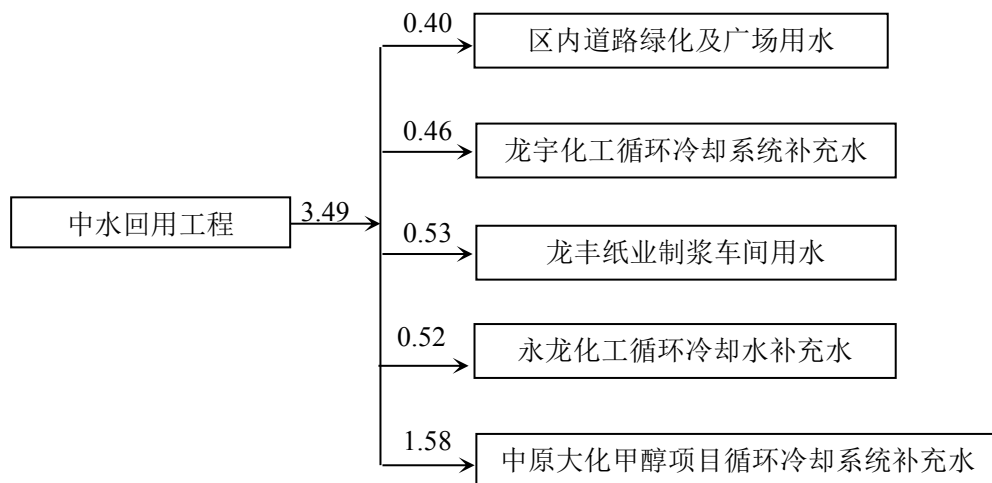 0.40
区内道路绿化及广场用水
0.46
龙宇化工循环冷却系统补充水
中水回用工程
3.49
0.53
龙丰纸业制浆车间用水
0.52
永龙化工循环冷却水补充水
1.58
中原大化甲醇项目循环冷却系统补充水